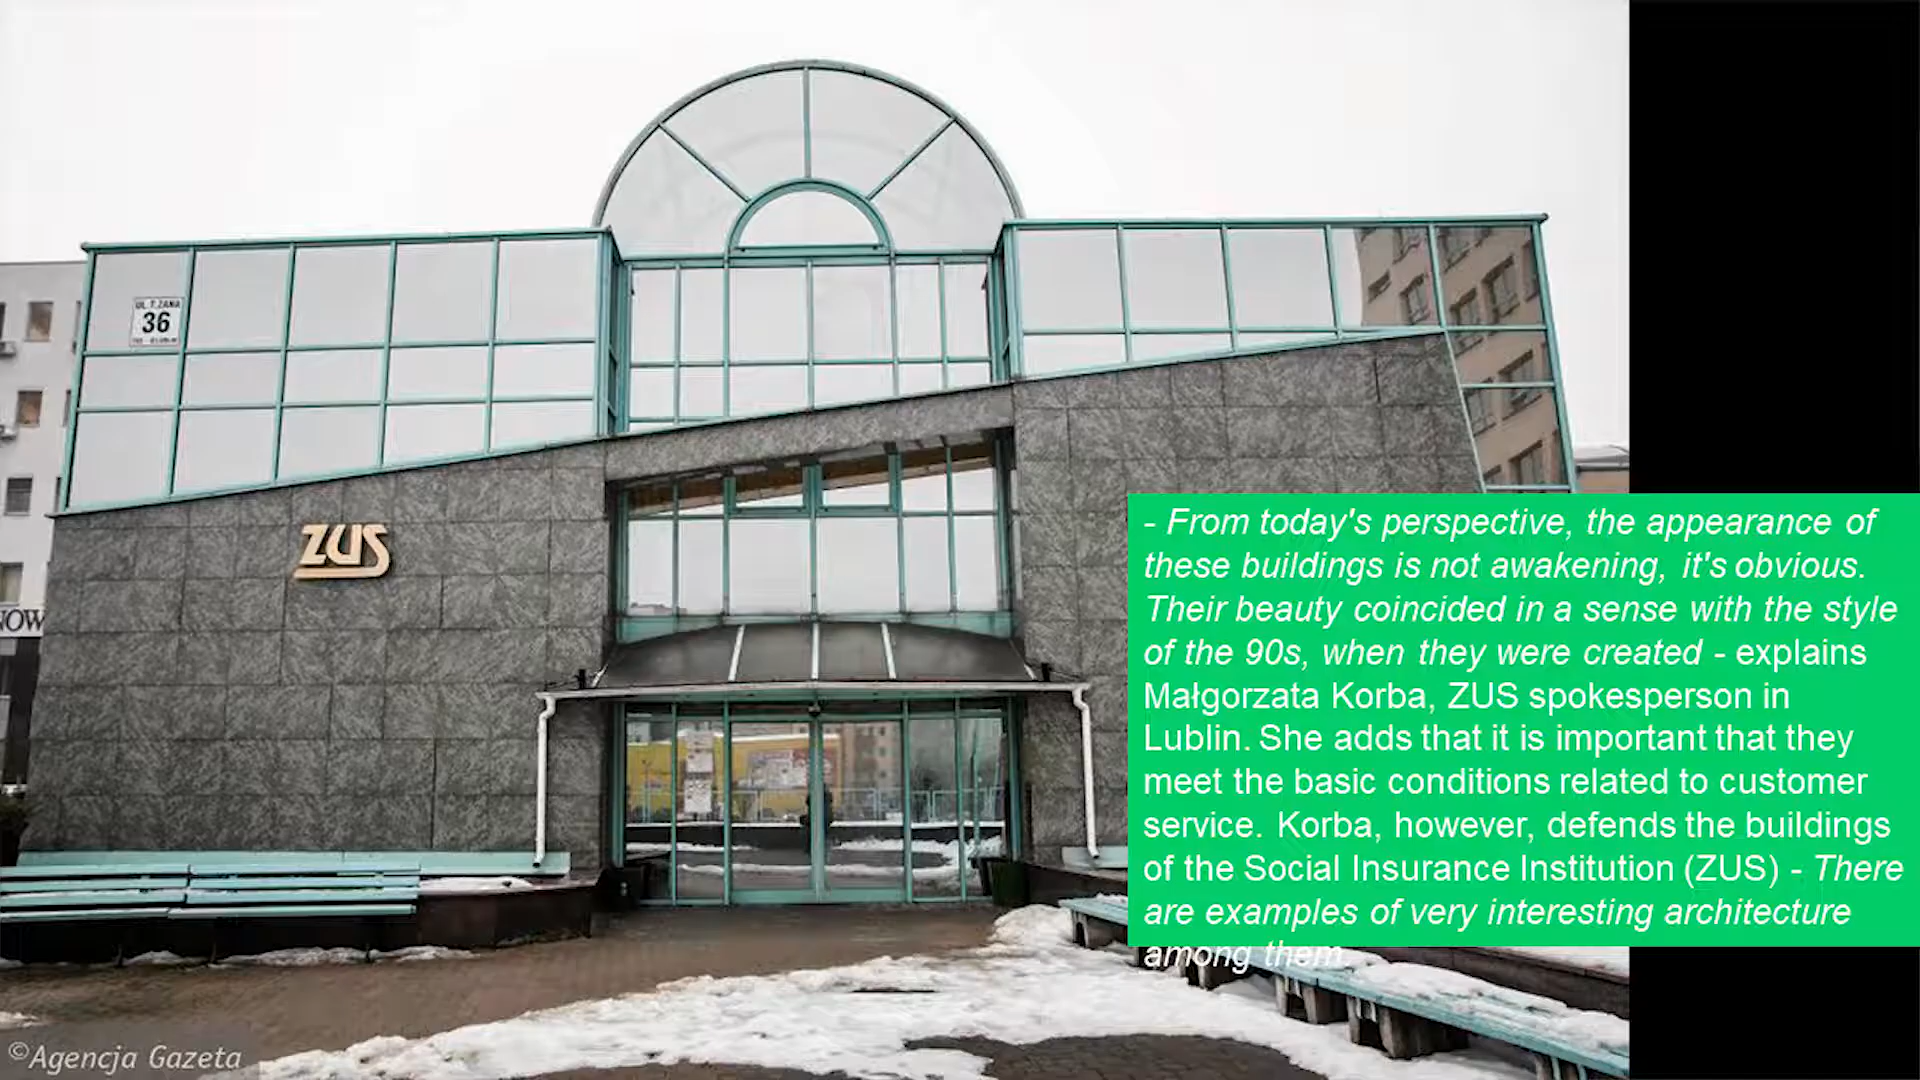 UL. T. ZANA
36
ZUS
NOW
- From today's perspective, the appearance of
these buildings is not awakening, it's obvious.
Their beauty coincided in a sense with the style
of the 90s, when they were created - explains
Małgorzata Korba, ZUS spokesperson in
Lublin. She adds that it is important that they
meet the basic conditions related to customer
service. Korba, however, defends the buildings
of the Social Insurance Institution (ZUS) - There
are examples of very interesting architecture
among them.
©Agencja Gazeta